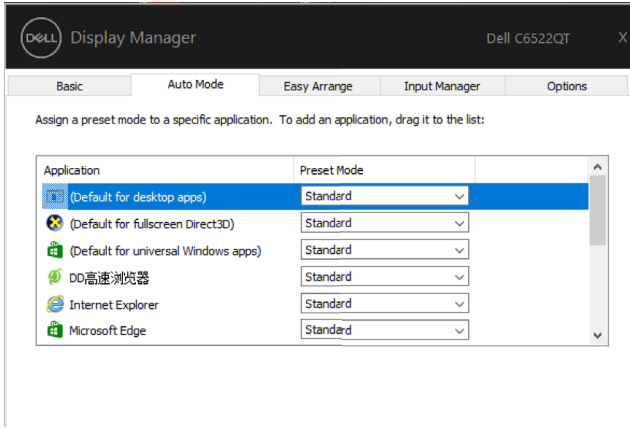 DELL Display Manager Dell C6522QT X
Basic Auto Mode Easy Arrange Input Manager Options
Assign a preset mode to a specific application. To add an application, drag it to the list:
Application Preset Mode
(Default for desktop apps) Standard
(Default for fullscreen Direct3D) Standard
(Default for universal Windows apps) Standard
DD高速浏览器 Standard
Internet Explorer Standard
Microsoft Edge Standard